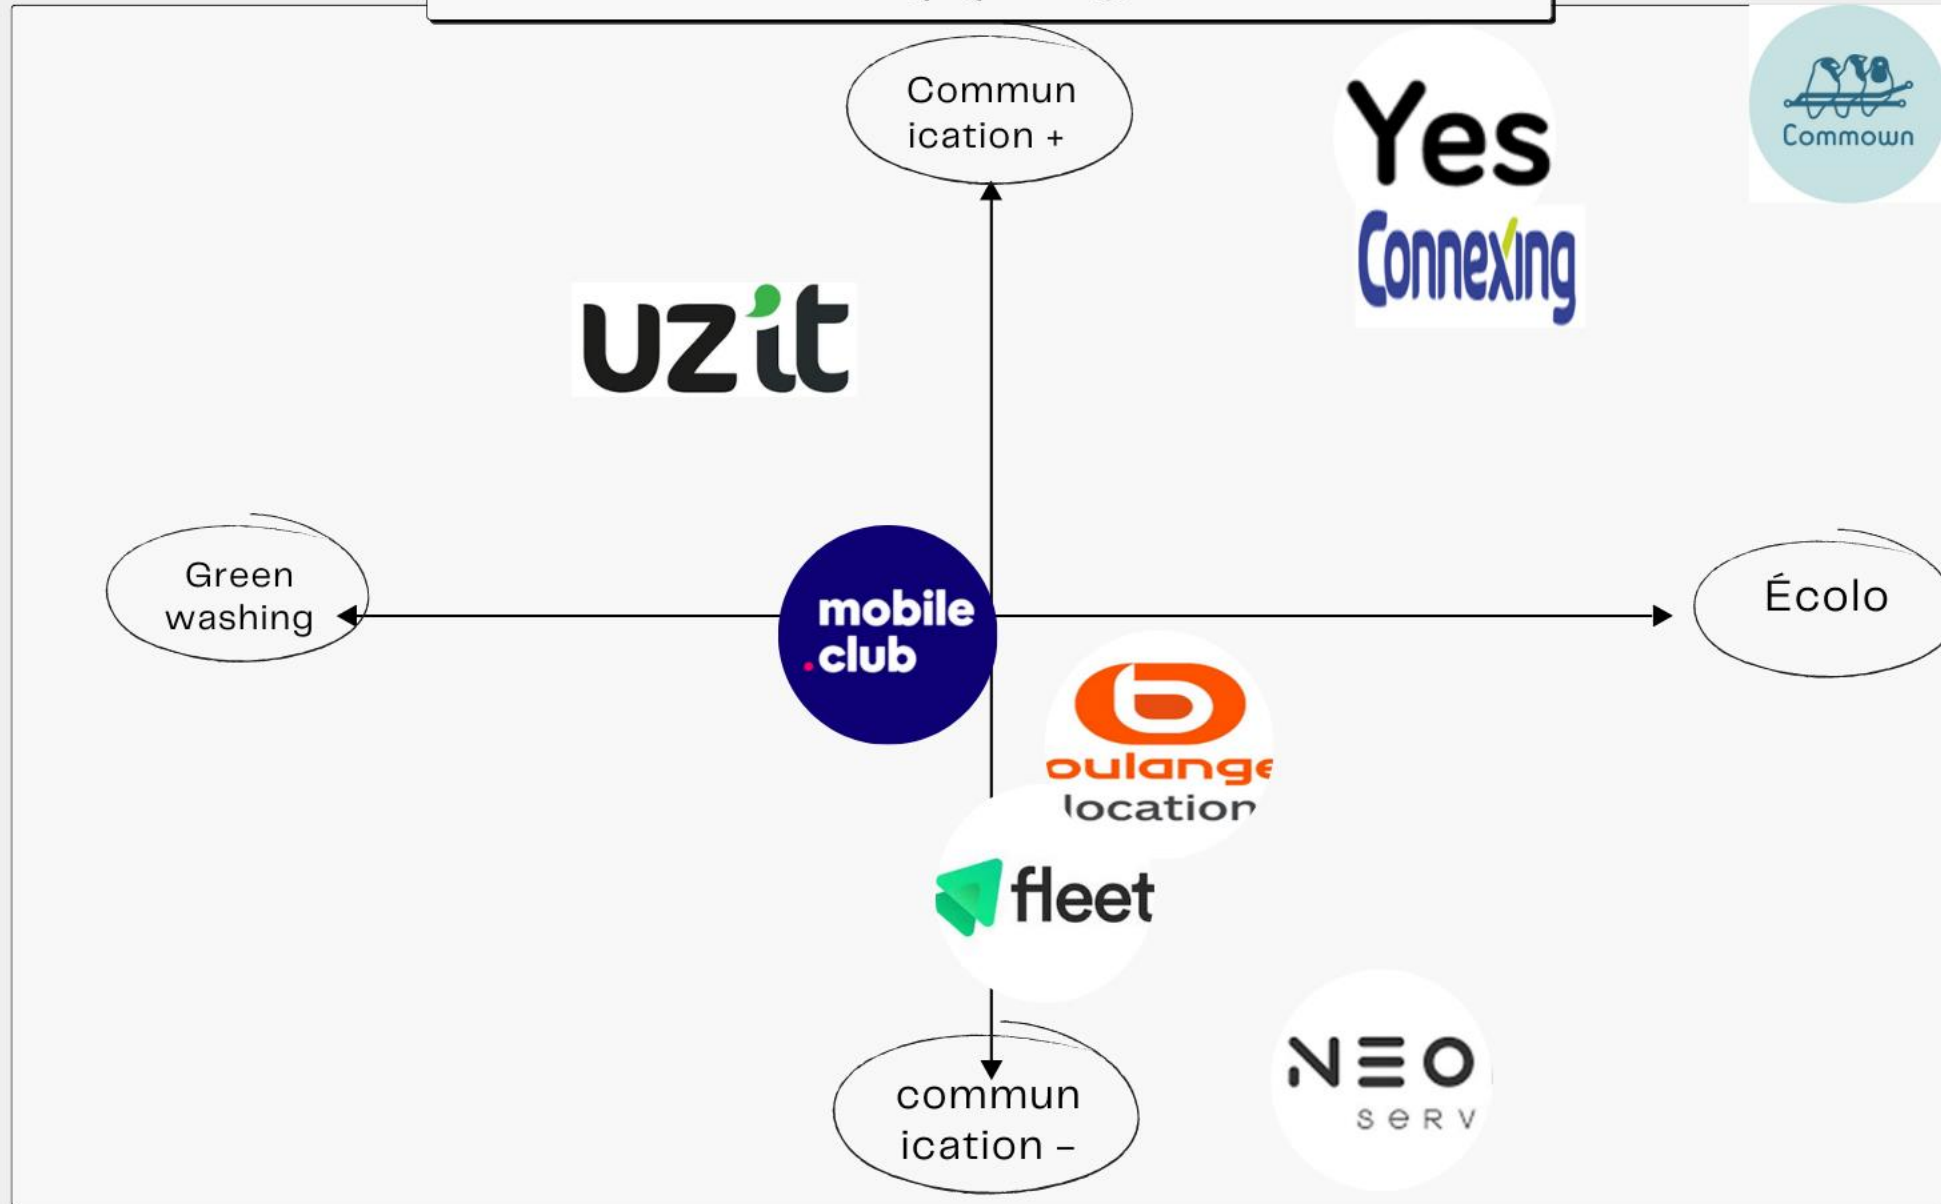 Commun
ication +
Yes
Commown
Connexing
uzit
Green
washing
mobile
.club
Écolo
oulange
location
fleet
commun
ication –
NEO
seRV